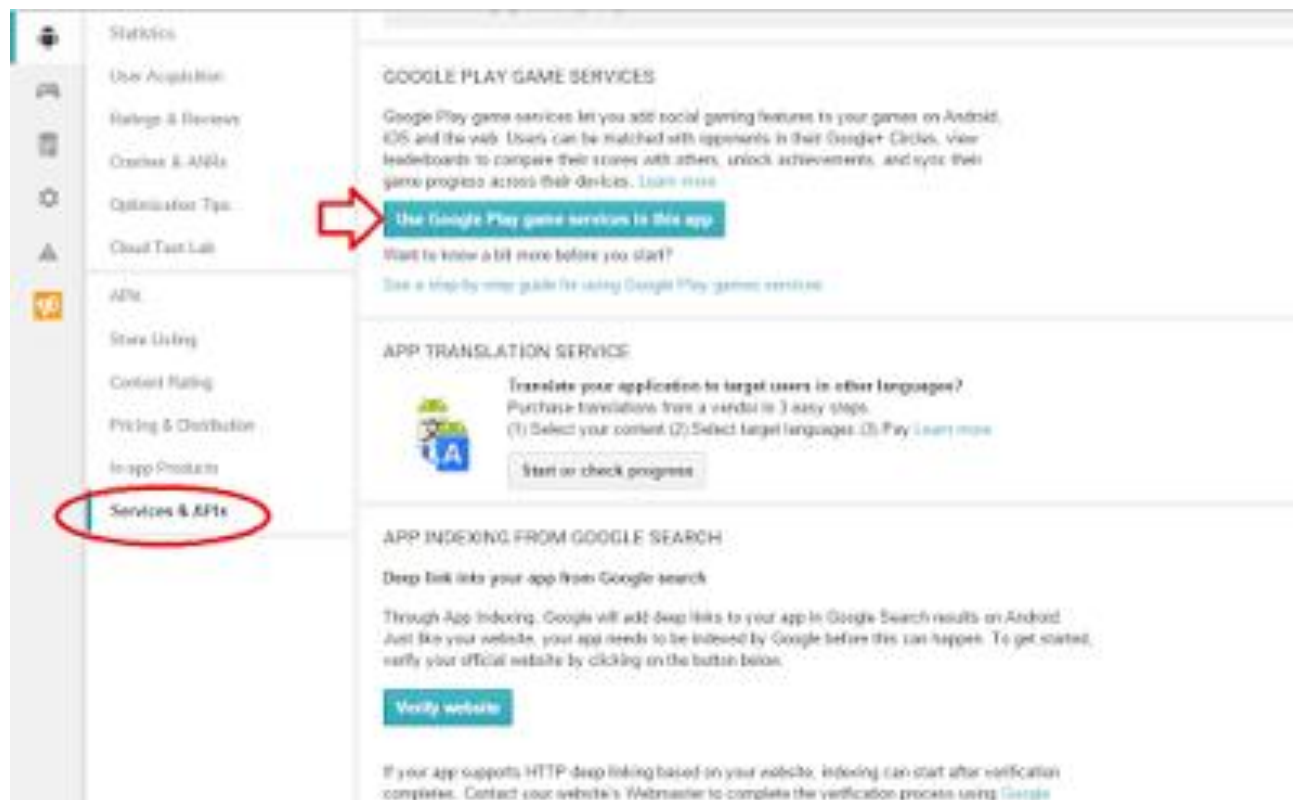 Statistics
User Acquisition
Ratings & Reviews
Crashes & ANRs
Optimization Tips
Cloud Test Lab
APK
Store Listing
Content Rating
Pricing & Distribution
In-app Products
Services & APIs
GOOGLE PLAY GAME SERVICES
Google Play game services let you add social gaming features to your games on Android,
iOS and the web. Users can be matched with opponents in their Google+ Circles, view
leaderboards to compare their scores with others, unlock achievements, and sync their
game progress across their devices. Learn more
Use Google Play game services in this app
Want to know a bit more before you start?
See a step-by-step guide for using Google Play games services
APP TRANSLATION SERVICE
Translate your application to target users in other languages?
Purchase translations from a vendor in 3 easy steps.
(1) Select your content (2) Select target languages (3) Pay Learn more
A
Start or check progress
APP INDEXING FROM GOOGLE SEARCH
Deep link into your app from Google search
Through App Indexing, Google will add deep links to your app in Google Search results on Android.
Just like your website, your app needs to be indexed by Google before this can happen. To get started,
verify your official website by clicking on the button below.
Verify website
If your app supports HTTP deep linking based on your website, indexing can start after verification
completes. Contact your website's Webmaster to complete the verification process using Google